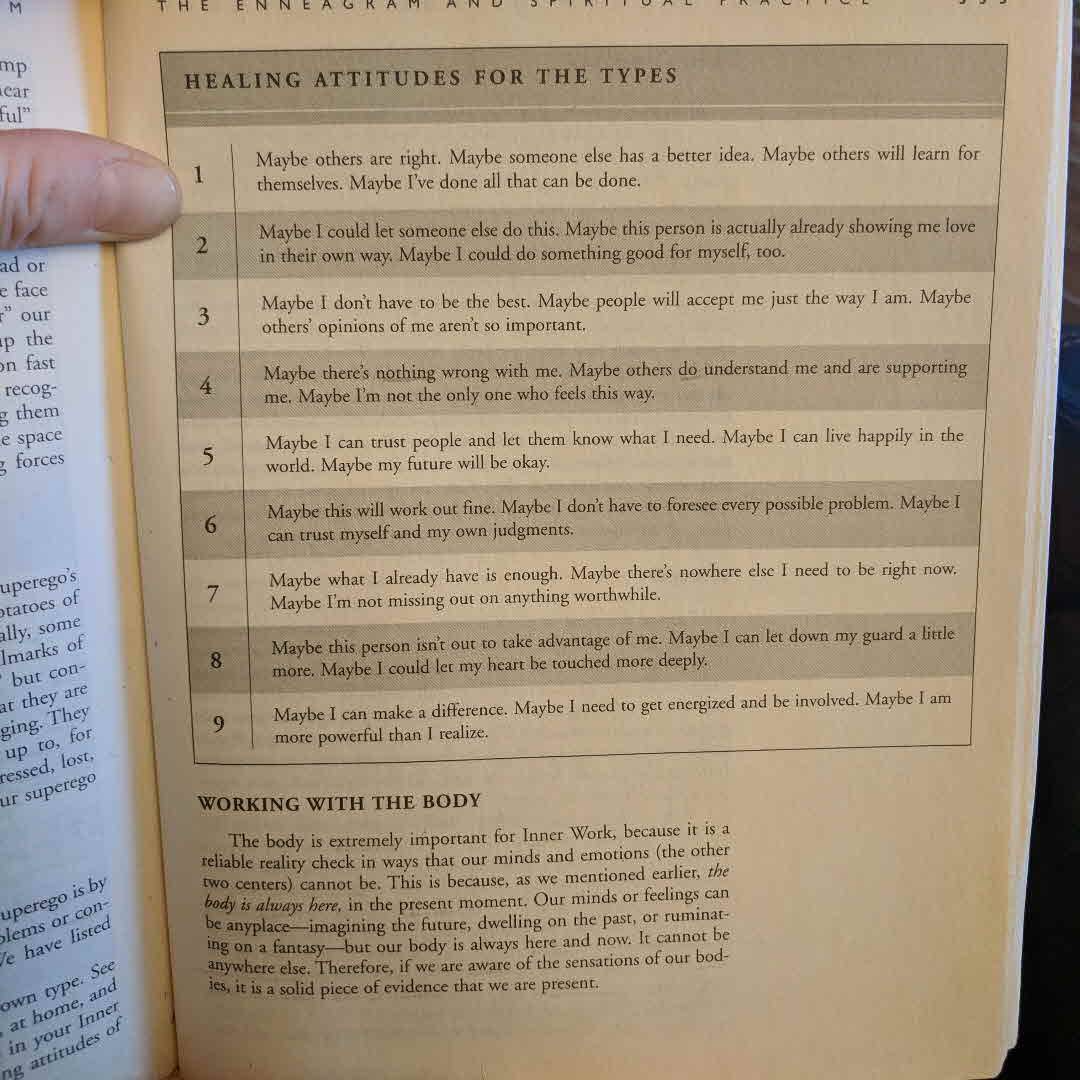 M
mp
near
ful"
ad or
e face
r" our
up the
on fast
recog-
g them
e space
g forces
uperego's
otatoes of
ally, some
lmarks of
but con-
at they are
ging. They
up to, for
ressed, lost,
ur superego
uperego is by
blems or con-
We have listed
own type. See
, at home, and
in your Inner
ng attitudes of
THE ENNEAGRAM AND SPIRITUAL PRACTICE
HEALING ATTITUDES FOR THE TYPES
1 Maybe others are right. Maybe someone else has a better idea. Maybe others will learn for
themselves. Maybe I've done all that can be done.
2 Maybe I could let someone else do this. Maybe this person is actually already showing me love
in their own way. Maybe I could do something good for myself, too.
3 Maybe I don't have to be the best. Maybe people will accept me just the way I am. Maybe
others' opinions of me aren't so important.
4 Maybe there's nothing wrong with me. Maybe others do understand me and are supporting
me. Maybe I'm not the only one who feels this way.
5 Maybe I can trust people and let them know what I need. Maybe I can live happily in the
world. Maybe my future will be okay.
6 Maybe this will work out fine. Maybe I don't have to foresee every possible problem. Maybe I
can trust myself and my own judgments.
7 Maybe what I already have is enough. Maybe there's nowhere else I need to be right now.
Maybe I'm not missing out on anything worthwhile.
8 Maybe this person isn't out to take advantage of me. Maybe I can let down my guard a little
more. Maybe I could let my heart be touched more deeply.
9 Maybe I can make a difference. Maybe I need to get energized and be involved. Maybe I am
more powerful than I realize.
WORKING WITH THE BODY
The body is extremely important for Inner Work, because it is a
reliable reality check in ways that our minds and emotions (the other
two centers) cannot be. This is because, as we mentioned earlier, the
body is always here, in the present moment. Our minds or feelings can
be anyplace—imagining the future, dwelling on the past, or ruminat-
ing on a fantasy—but our body is always here and now. It cannot be
anywhere else. Therefore, if we are aware of the sensations of our bod-
ies, it is a solid piece of evidence that we are present.